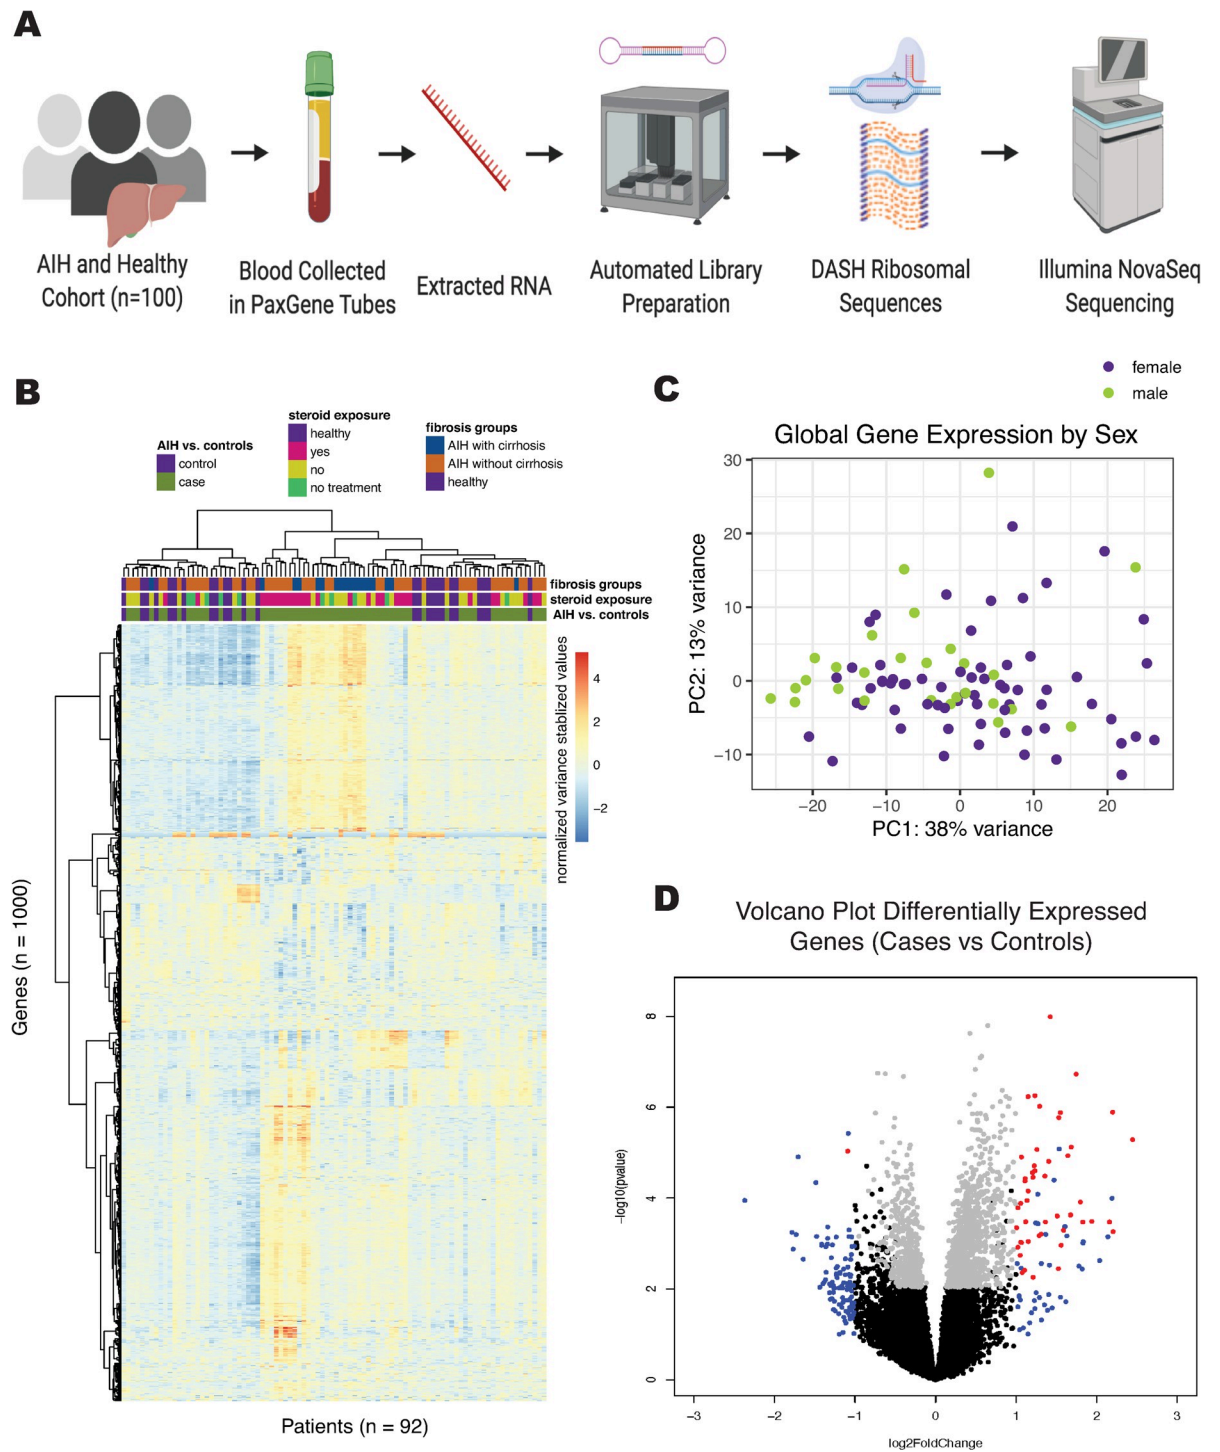 A
AIH and Healthy
Cohort (n=100)
Blood Collected
in PaxGene Tubes
Extracted RNA
Automated Library
Preparation
DASH Ribosomal
Sequences
Illumina NovaSeq
Sequencing
B
AIH vs. controls
control
case
steroid exposure
healthy
yes
no
no treatment
fibrosis groups
AIH with cirrhosis
AIH without cirrhosis
healthy
fibrosis groups
steroid exposure
AIH vs. controls
normalized variance stablized values
4
2
0
−2
Genes (n = 1000)
Patients (n = 92)
C
female
male
Global Gene Expression by Sex
PC2: 13% variance
30
20
10
0
−10
−20
−10
0
10
20
PC1: 38% variance
D
Volcano Plot Differentially Expressed
Genes (Cases vs Controls)
−log10(pvalue)
8
6
4
2
0
−3
−2
−1
0
1
2
3
log2FoldChange